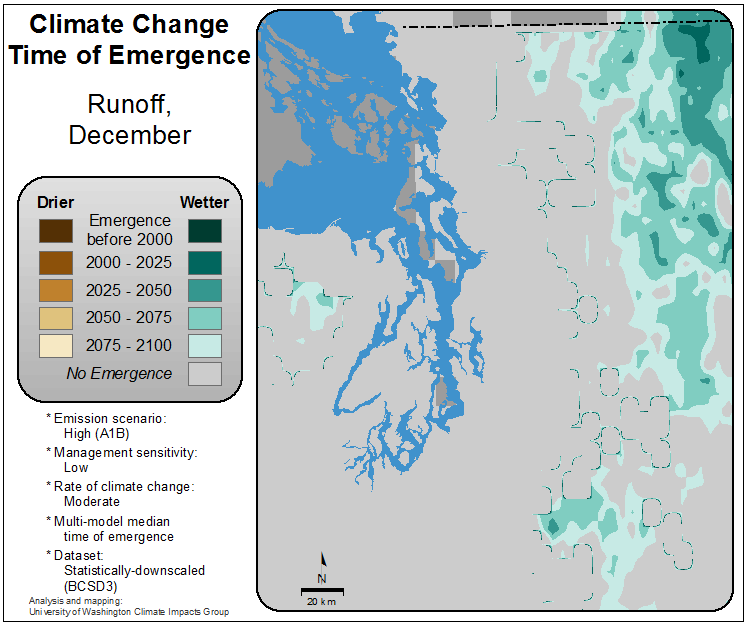 Climate Change
Time of Emergence
Runoff,
December
Drier Wetter
Emergence
before 2000
2000 - 2025
2025 - 2050
2050 - 2075
2075 - 2100
No Emergence
* Emission scenario:
High (A1B)
* Management sensitivity:
Low
* Rate of climate change:
Moderate
* Multi-model median
time of emergence
* Dataset:
Statistically-downscaled
(BCSD3)
Analysis and mapping:
University of Washington Climate Impacts Group
N
20 km